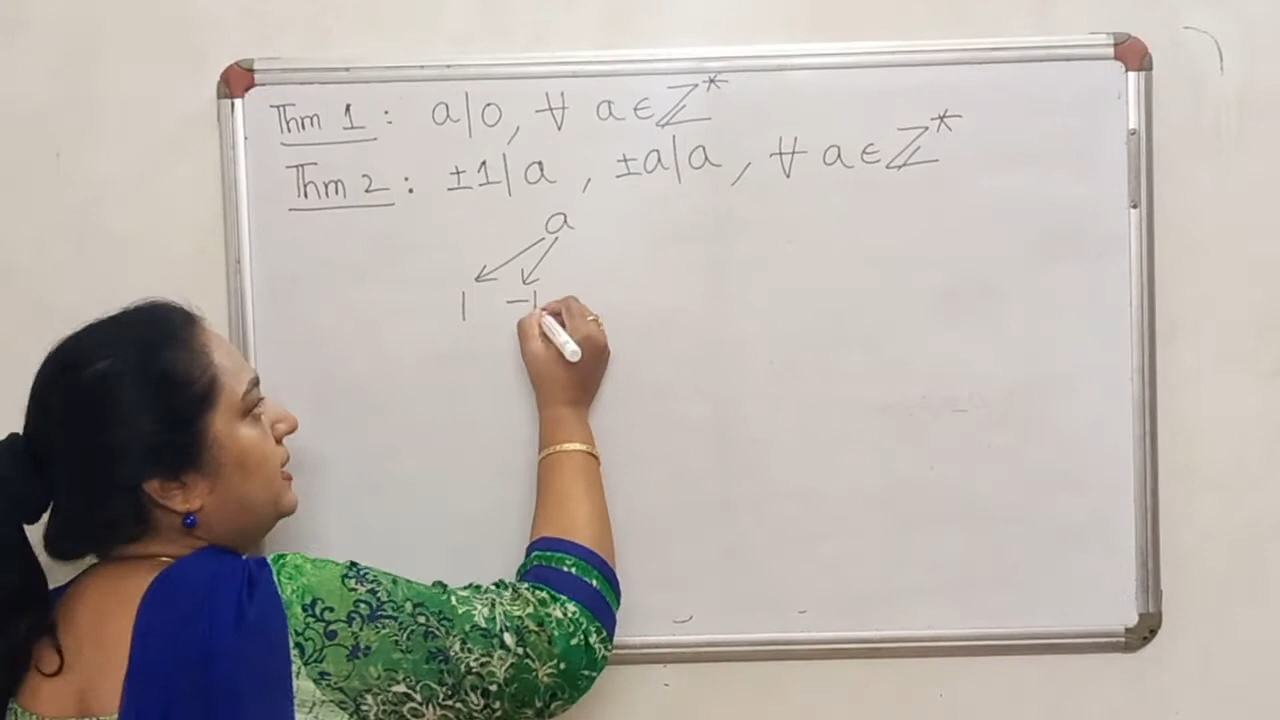 Thm 1 : a|0, ∀ a∈ℤ*
Thm 2 : ±1|a , ±a|a , ∀ a∈ℤ*
a
1 -1